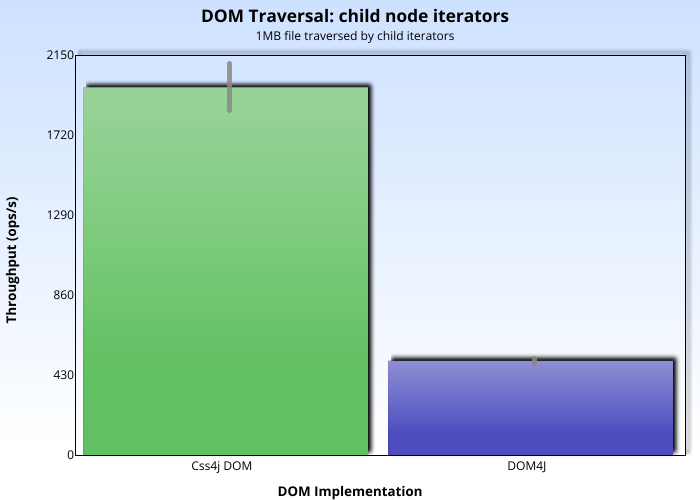 DOM Traversal: child node iterators
1MB file traversed by child iterators
2150
1720
1290
860
430
0
Throughput (ops/s)
Css4j DOM
DOM4J
DOM Implementation